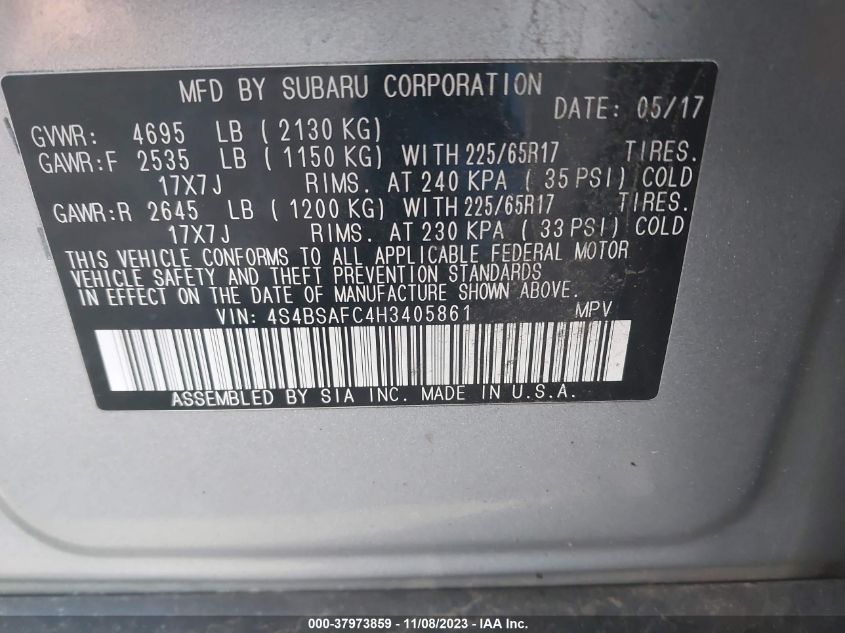 MFD BY SUBARU CORPORATION
DATE: 05/17
GVWR: 4695 LB ( 2130 KG)
GAWR:F 2535 LB ( 1150 KG) WITH 225/65R17 TIRES.
17X7J RIMS. AT 240 KPA ( 35 PSI) COLD
GAWR:R 2645 LB ( 1200 KG) WITH 225/65R17 TIRES.
17X7J RIMS. AT 230 KPA ( 33 PSI) COLD
THIS VEHICLE CONFORMS TO ALL APPLICABLE FEDERAL MOTOR
VEHICLE SAFETY AND THEFT PREVENTION STANDARDS
IN EFFECT ON THE DATE OF MANUFACTURE SHOWN ABOVE.
VIN: 4S4BSAFC4H3405861 MPV
ASSEMBLED BY SIA INC. MADE IN U.S.A.
000-37973859 - 11/08/2023 - IAA Inc.